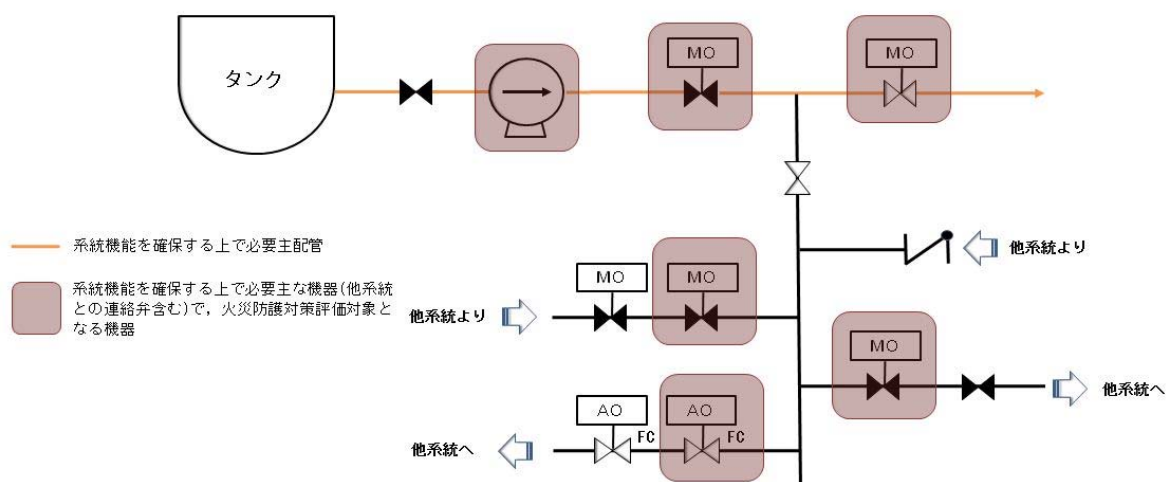 タンク
MO
MO
系統機能を確保する上で必要主配管
系統機能を確保する上で必要主な機器(他系統
との連絡弁含む)で，火災防護対策評価対象と
なる機器
他系統より
MO
MO
他系統より
MO
他系統へ
AO
FC
AO
FC
他系統へ